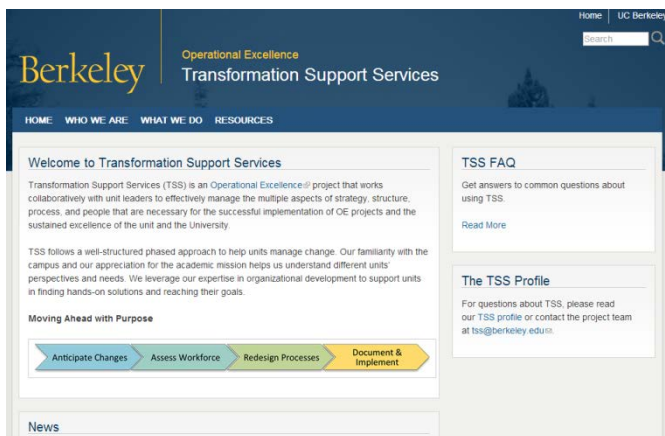 Home UC Berkeley
Search
Berkeley
Operational Excellence
Transformation Support Services
HOME WHO WE ARE WHAT WE DO RESOURCES
Welcome to Transformation Support Services
Transformation Support Services (TSS) is an Operational Excellence project that works
collaboratively with unit leaders to effectively manage the multiple aspects of strategy, structure,
process, and people that are necessary for the successful implementation of OE projects and the
sustained excellence of the unit and the University.
TSS follows a well-structured phased approach to help units manage change. Our familiarity with the
campus and our appreciation for the academic mission helps us understand different units'
perspectives and needs. We leverage our expertise in organizational development to support units
in finding hands-on solutions and reaching their goals.
Moving Ahead with Purpose
Anticipate Changes
Assess Workforce
Redesign Processes
Document &
Implement
News
TSS FAQ
Get answers to common questions about
using TSS.
Read More
The TSS Profile
For questions about TSS, please read
our TSS profile or contact the project team
at tss@berkeley.edu.